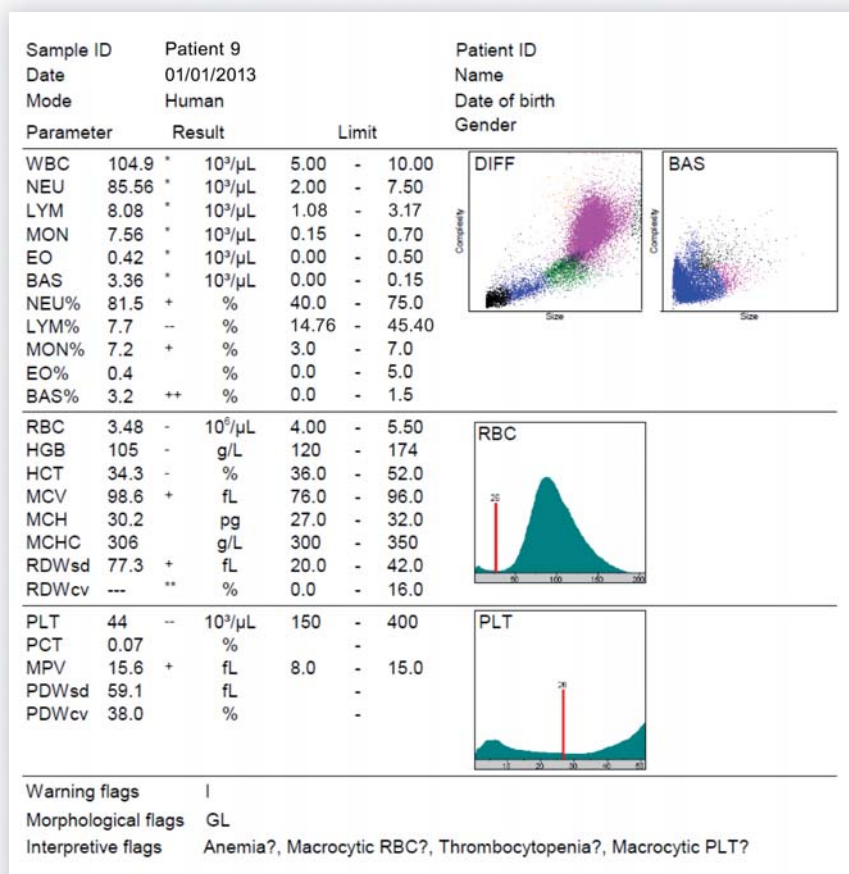 Sample ID Patient 9 Patient ID
Date 01/01/2013 Name
Mode Human Date of birth
Gender
Parameter Result Limit
WBC 104.9 * 10³/µL 5.00 - 10.00
NEU 85.56 * 10³/µL 2.00 - 7.50
LYM 8.08 * 10³/µL 1.08 - 3.17
MON 7.56 * 10³/µL 0.15 - 0.70
EO 0.42 * 10³/µL 0.00 - 0.50
BAS 3.36 * 10³/µL 0.00 - 0.15
NEU% 81.5 + % 40.0 - 75.0
LYM% 7.7 -- % 14.76 - 45.40
MON% 7.2 + % 3.0 - 7.0
EO% 0.4 % 0.0 - 5.0
BAS% 3.2 ++ % 0.0 - 1.5
DIFF
Complexity
Size
BAS
Complexity
Size
RBC 3.48 - 10⁶/µL 4.00 - 5.50
HGB 105 - g/L 120 - 174
HCT 34.3 - % 36.0 - 52.0
MCV 98.6 + fL 76.0 - 96.0
MCH 30.2 pg 27.0 - 32.0
MCHC 306 g/L 300 - 350
RDWsd 77.3 + fL 20.0 - 42.0
RDWcv --- ** % 0.0 - 16.0
RBC
50 100 150 200
PLT 44 -- 10³/µL 150 - 400
PCT 0.07 % -
MPV 15.6 + fL 8.0 - 15.0
PDWsd 59.1 fL -
PDWcv 38.0 % -
PLT
10 20 30 40 50
Warning flags I
Morphological flags GL
Interpretive flags Anemia?, Macrocytic RBC?, Thrombocytopenia?, Macrocytic PLT?